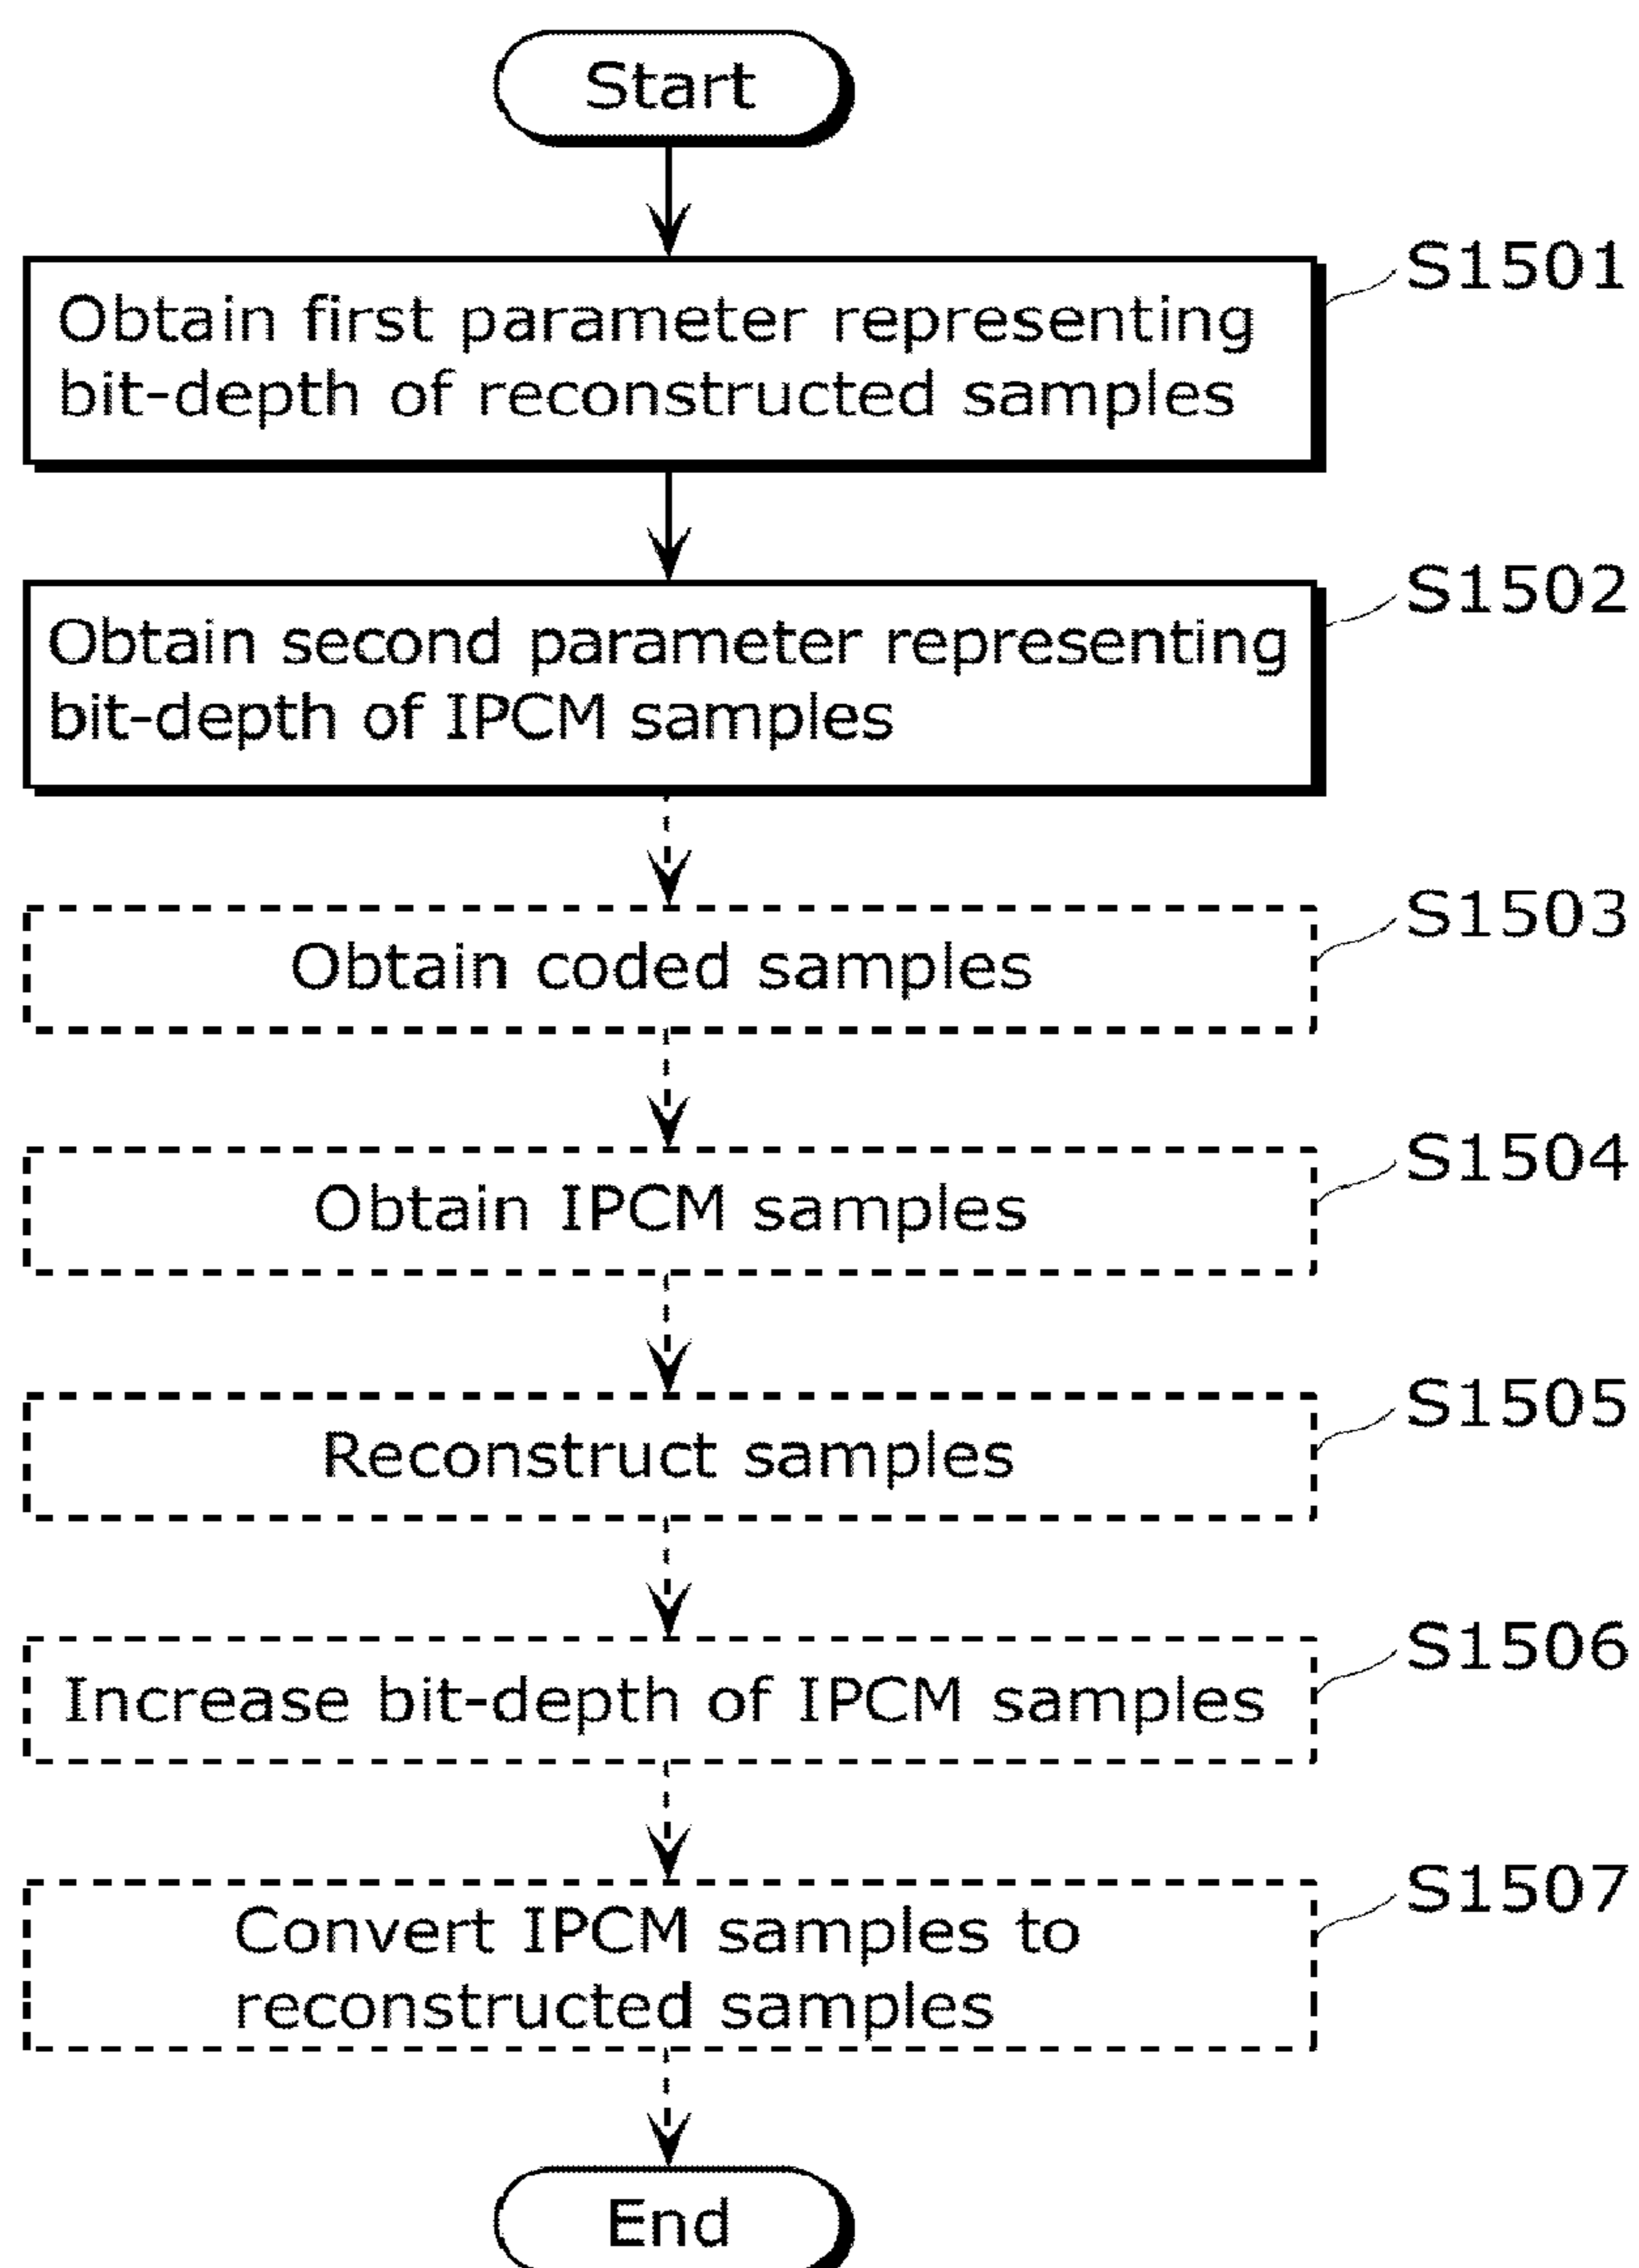 Start
S1501
Obtain first parameter representing
bit-depth of reconstructed samples
S1502
Obtain second parameter representing
bit-depth of IPCM samples
S1503
Obtain coded samples
S1504
Obtain IPCM samples
S1505
Reconstruct samples
S1506
Increase bit-depth of IPCM samples
S1507
Convert IPCM samples to
reconstructed samples
End